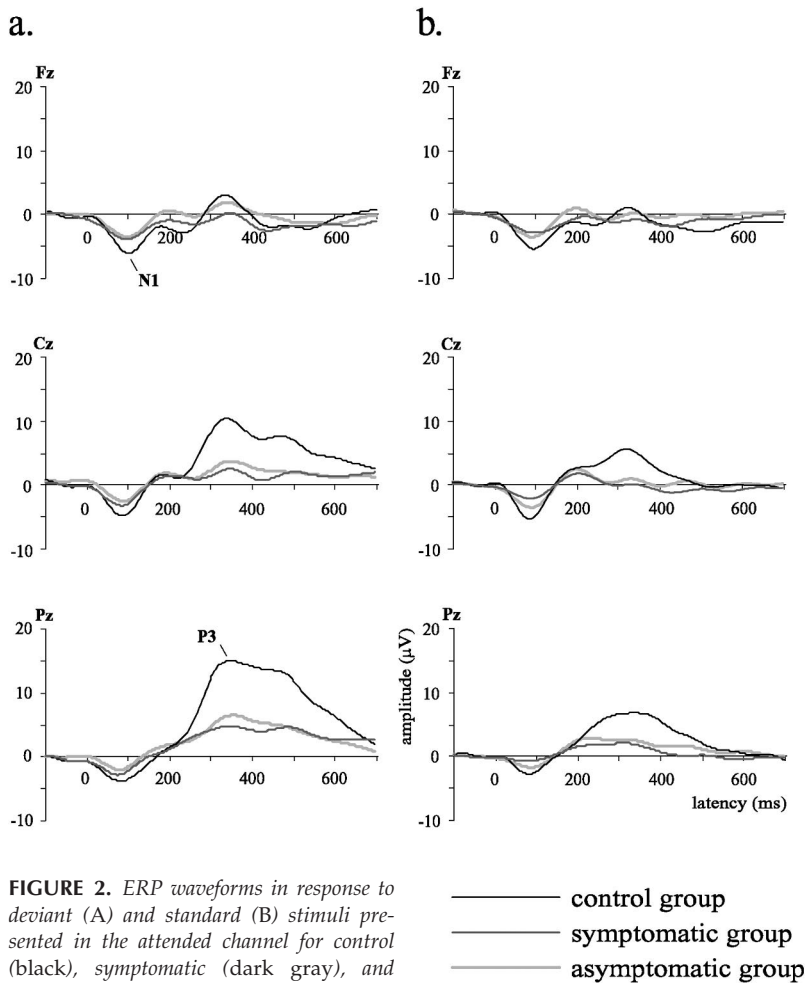 a.
b.
Fz
20
10
0
-10
0
200
400
600
N1
Fz
20
10
0
-10
0
200
400
600
Cz
20
10
0
-10
0
200
400
600
Cz
20
10
0
-10
0
200
400
600
Pz
20
10
0
-10
0
200
400
600
P3
Pz
20
10
0
-10
0
200
400
600
amplitude (µV)
latency (ms)
FIGURE 2. ERP waveforms in response to
deviant (A) and standard (B) stimuli pre-
sented in the attended channel for control
(black), symptomatic (dark gray), and
control group
symptomatic group
asymptomatic group